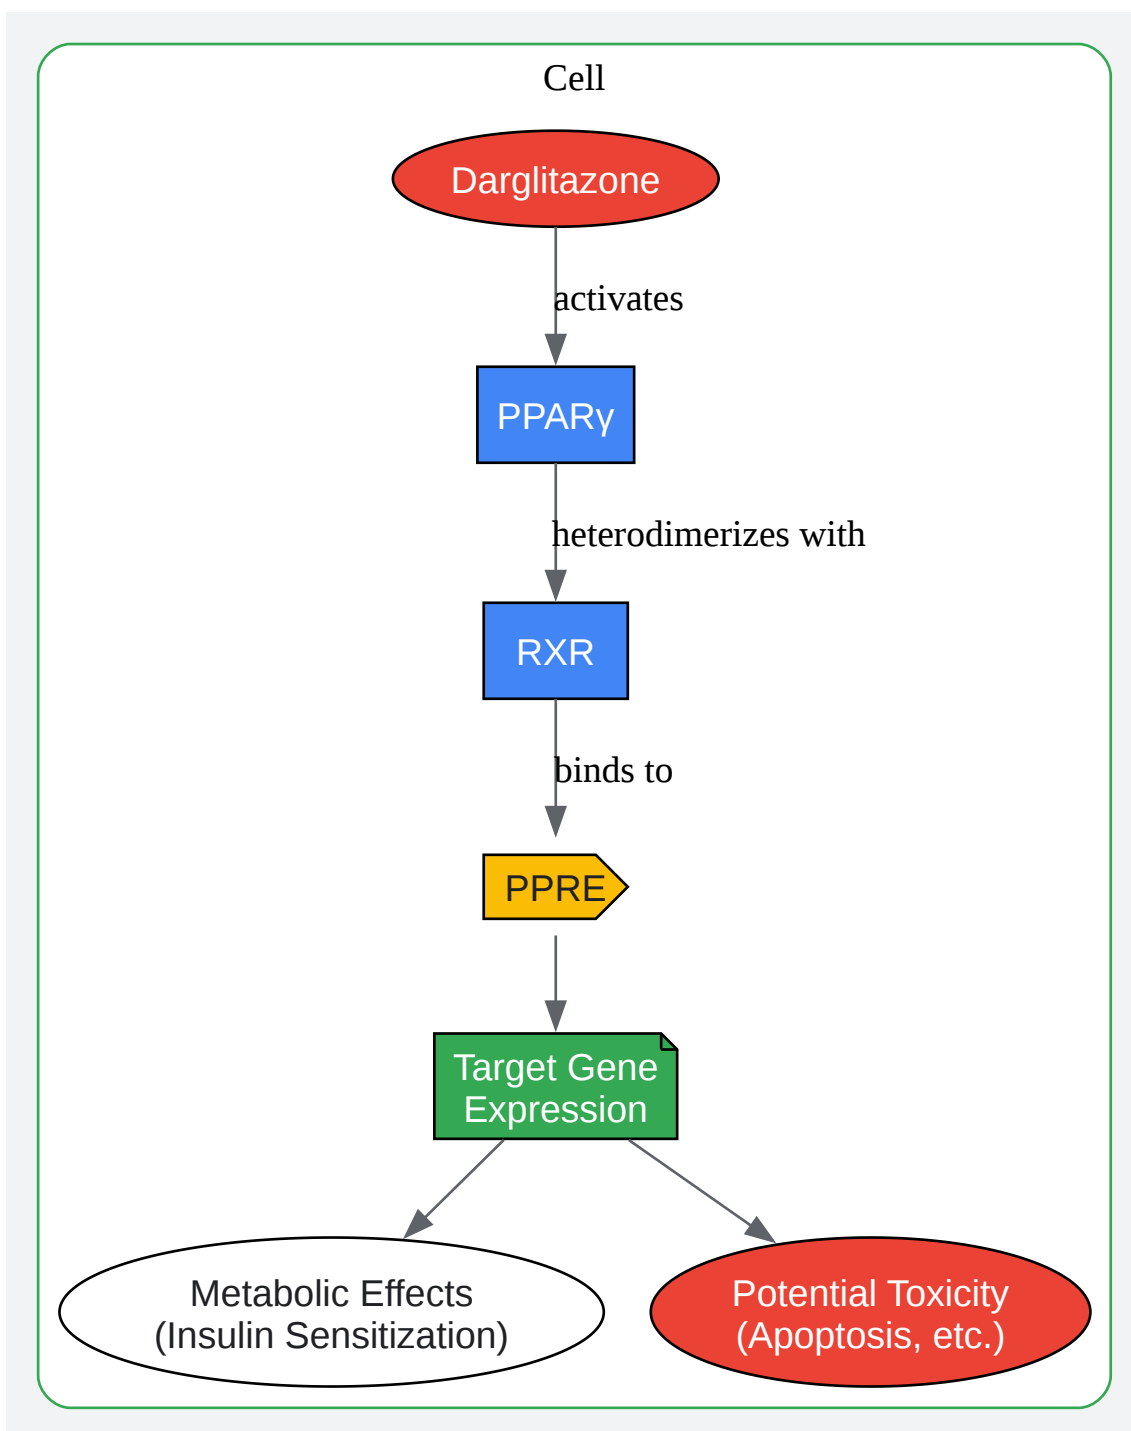 Cell
Darglitazone
activates
PPARγ
heterodimerizes with
RXR
binds to
PPRE
Target Gene
Expression
Metabolic Effects
(Insulin Sensitization)
Potential Toxicity
(Apoptosis, etc.)